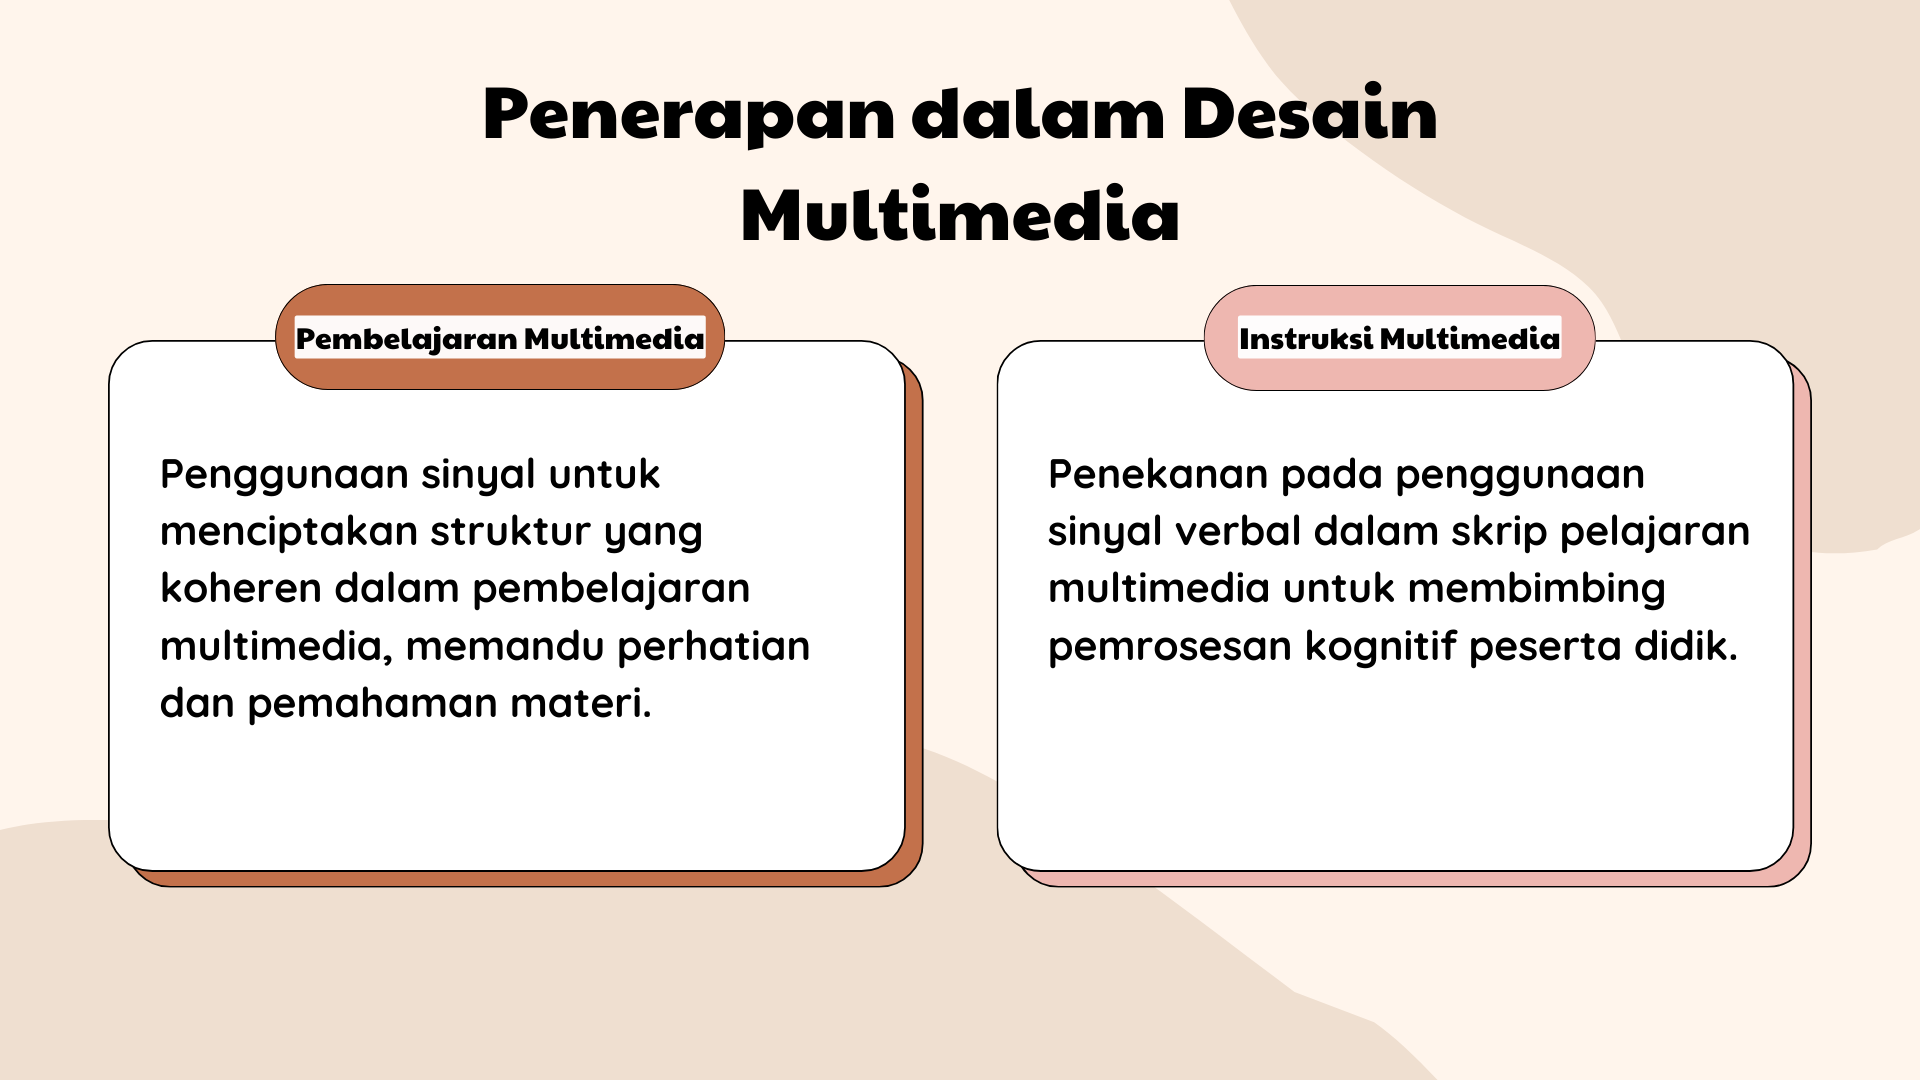 Penerapan dalam Desain
Multimedia
Pembelajaran Multimedia
Penggunaan sinyal untuk
menciptakan struktur yang
koheren dalam pembelajaran
multimedia, memandu perhatian
dan pemahaman materi.
Instruksi Multimedia
Penekanan pada penggunaan
sinyal verbal dalam skrip pelajaran
multimedia untuk membimbing
pemrosesan kognitif peserta didik.